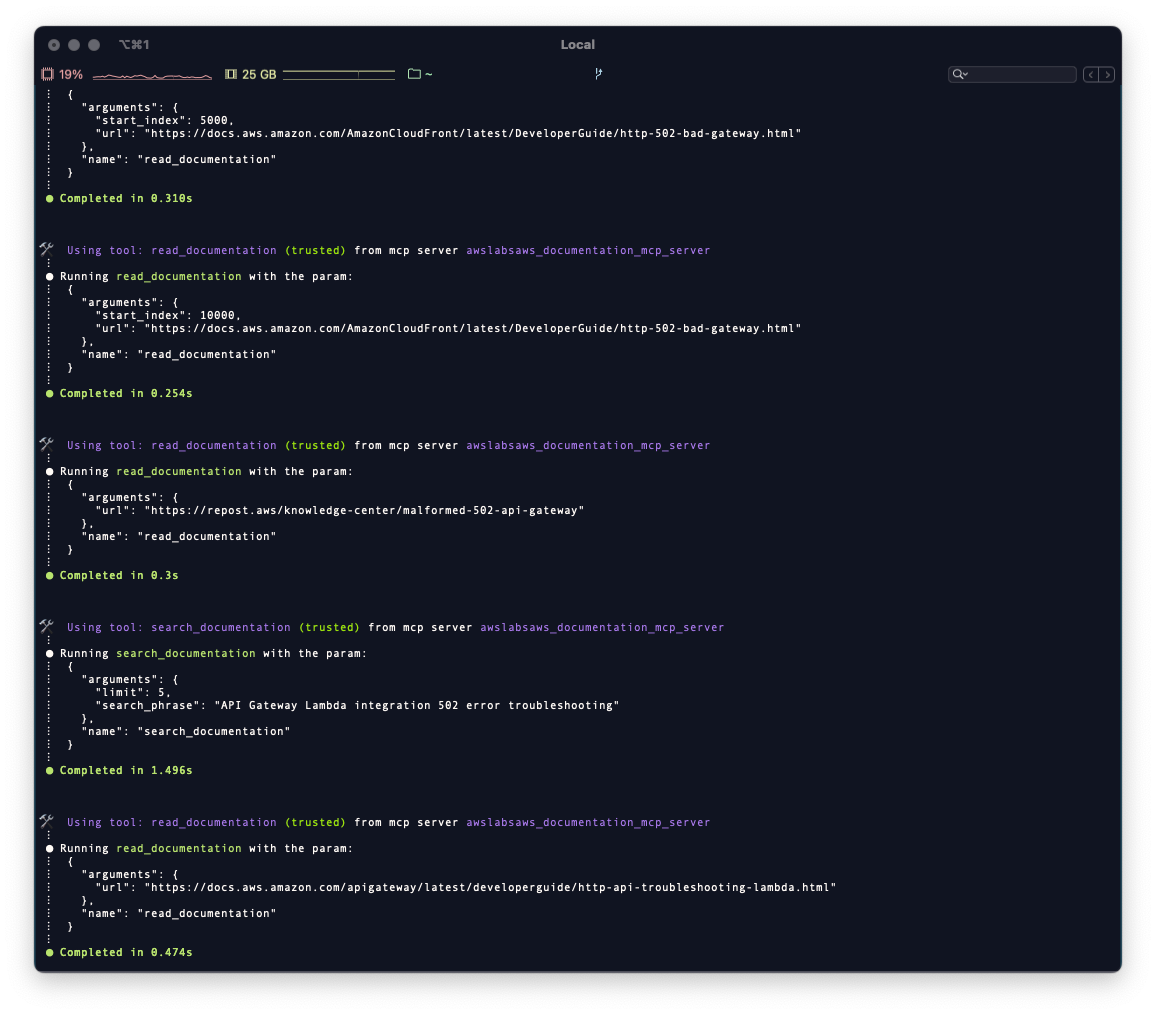 ⌥⌘1
Local
19%
25 GB
~
{
"arguments": {
"start_index": 5000,
"url": "https://docs.aws.amazon.com/AmazonCloudFront/latest/DeveloperGuide/http-502-bad-gateway.html"
},
"name": "read_documentation"
}
Completed in 0.310s
Using tool: read_documentation (trusted) from mcp server awslabsaws_documentation_mcp_server
Running read_documentation with the param:
{
"arguments": {
"start_index": 10000,
"url": "https://docs.aws.amazon.com/AmazonCloudFront/latest/DeveloperGuide/http-502-bad-gateway.html"
},
"name": "read_documentation"
}
Completed in 0.254s
Using tool: read_documentation (trusted) from mcp server awslabsaws_documentation_mcp_server
Running read_documentation with the param:
{
"arguments": {
"url": "https://repost.aws/knowledge-center/malformed-502-api-gateway"
},
"name": "read_documentation"
}
Completed in 0.3s
Using tool: search_documentation (trusted) from mcp server awslabsaws_documentation_mcp_server
Running search_documentation with the param:
{
"arguments": {
"limit": 5,
"search_phrase": "API Gateway Lambda integration 502 error troubleshooting"
},
"name": "search_documentation"
}
Completed in 1.496s
Using tool: read_documentation (trusted) from mcp server awslabsaws_documentation_mcp_server
Running read_documentation with the param:
{
"arguments": {
"url": "https://docs.aws.amazon.com/apigateway/latest/developerguide/http-api-troubleshooting-lambda.html"
},
"name": "read_documentation"
}
Completed in 0.474s